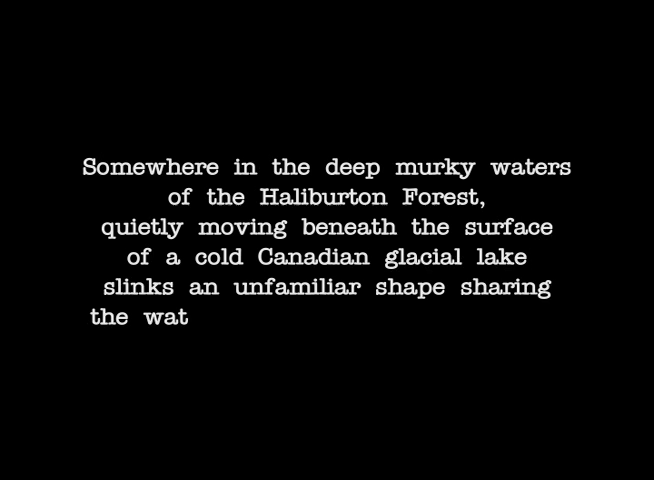 Somewhere in the deep murky waters
of the Haliburton Forest,
quietly moving beneath the surface
of a cold Canadian glacial lake
slinks an unfamiliar shape sharing
the wat